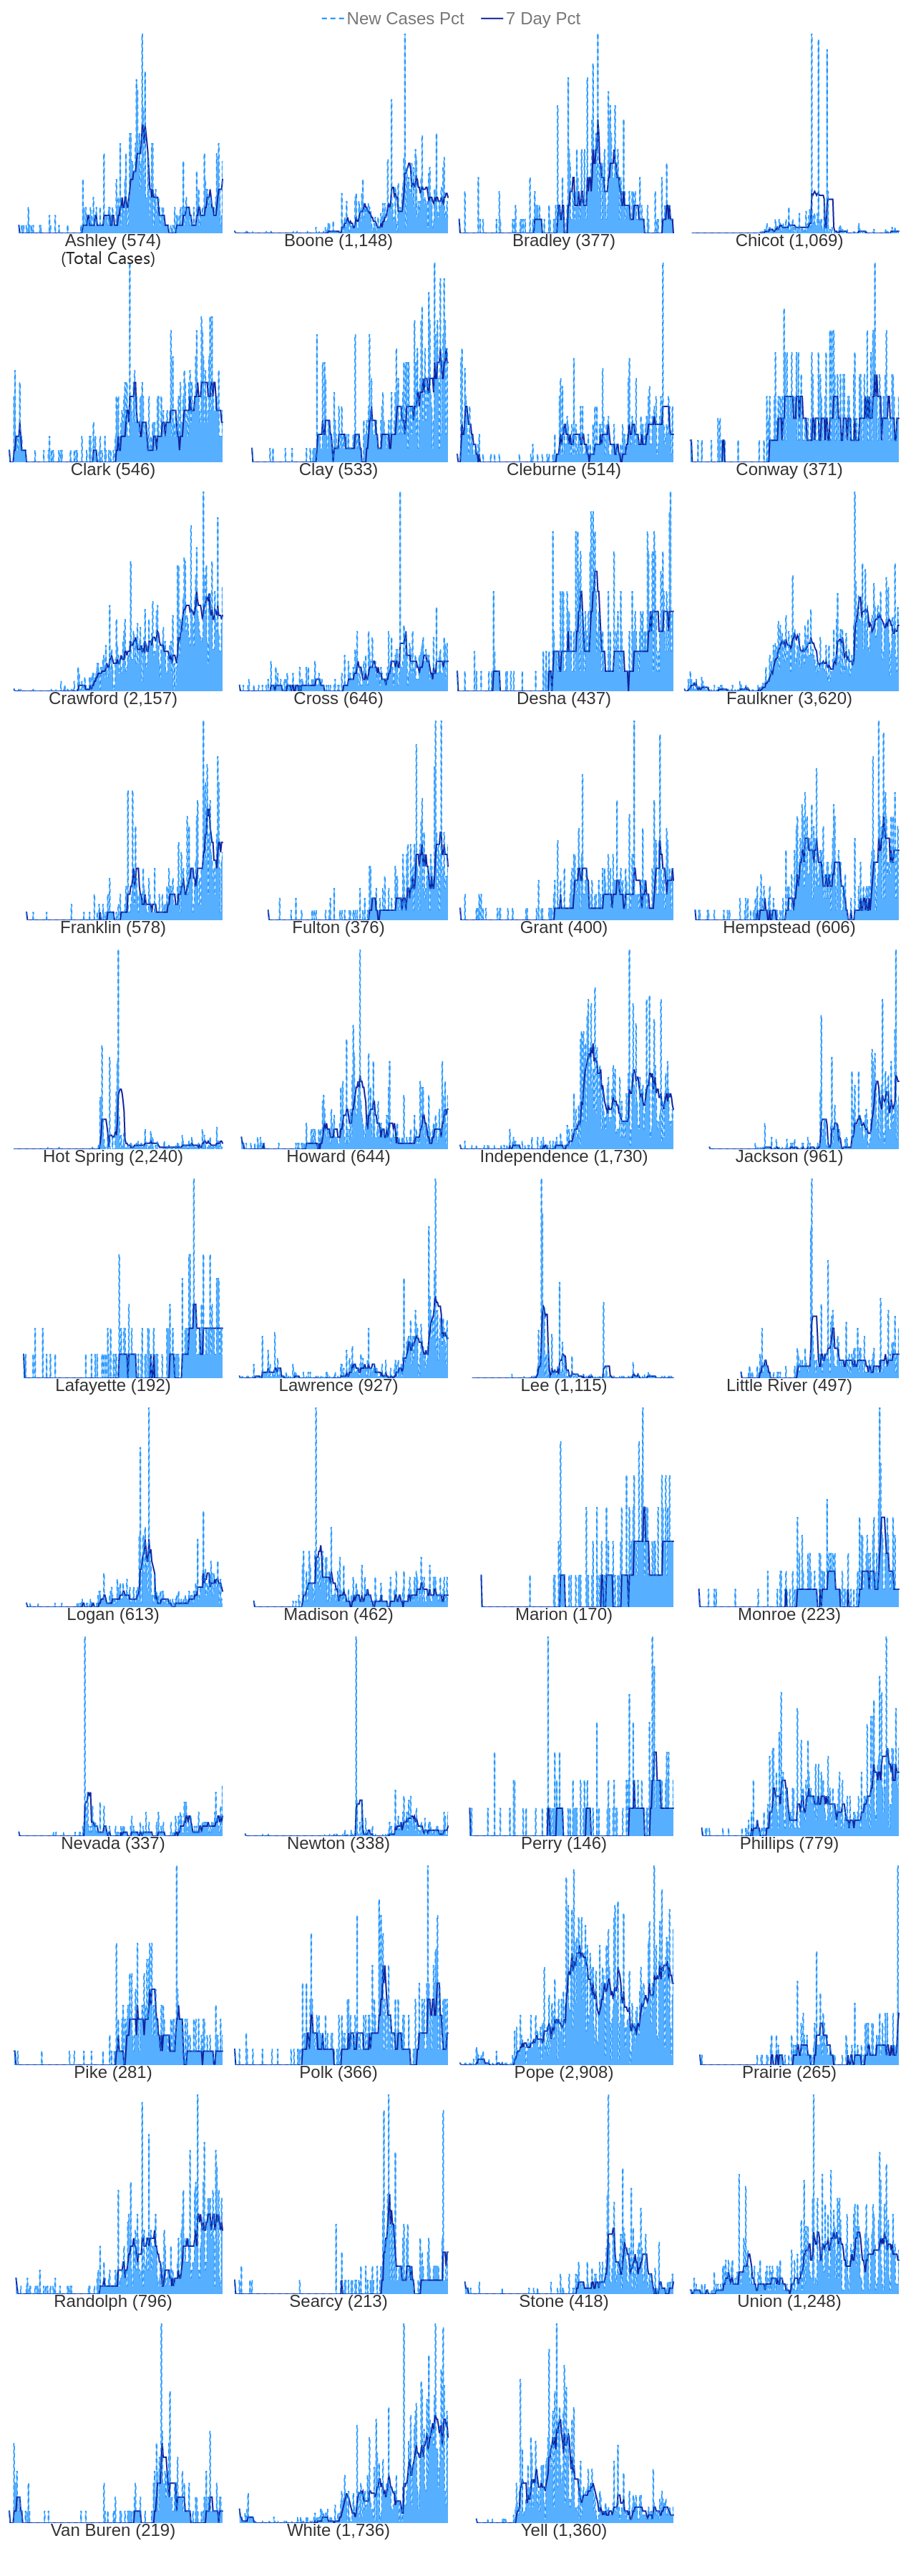 New Cases Pct 7 Day Pct
Ashley (574) Boone (1,148) Bradley (377) Chicot (1,069)
(Total Cases)
Clark (546) Clay (533) Cleburne (514) Conway (371)
Crawford (2,157) Cross (646) Desha (437) Faulkner (3,620)
Franklin (578) Fulton (376) Grant (400) Hempstead (606)
Hot Spring (2,240) Howard (644) Independence (1,730) Jackson (961)
Lafayette (192) Lawrence (927) Lee (1,115) Little River (497)
Logan (613) Madison (462) Marion (170) Monroe (223)
Nevada (337) Newton (338) Perry (146) Phillips (779)
Pike (281) Polk (366) Pope (2,908) Prairie (265)
Randolph (796) Searcy (213) Stone (418) Union (1,248)
Van Buren (219) White (1,736) Yell (1,360)